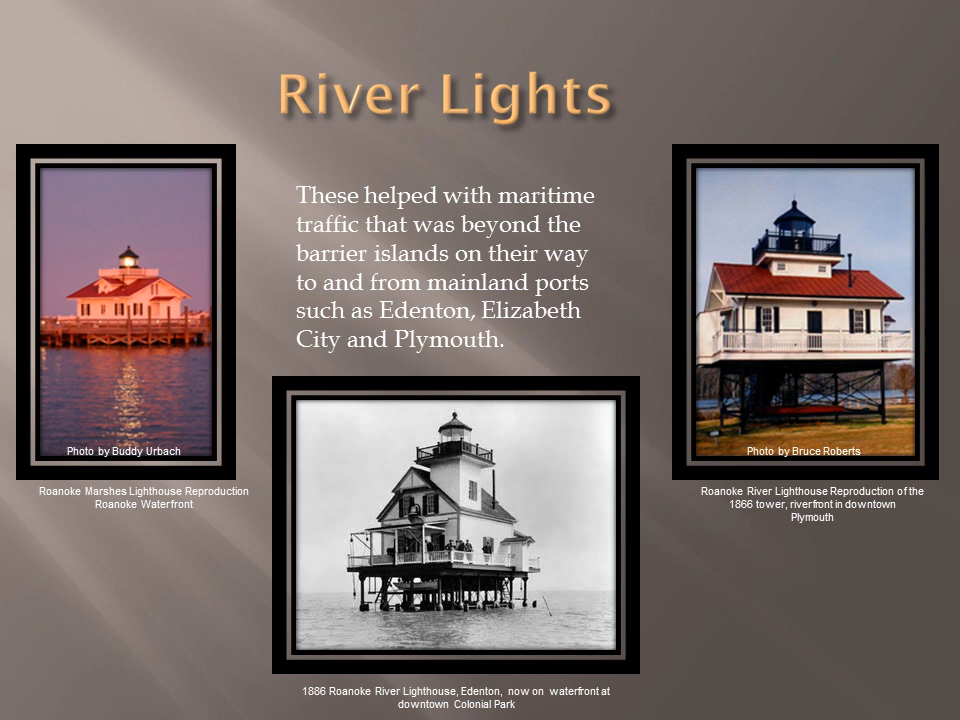 River Lights
These helped with maritime
traffic that was beyond the
barrier islands on their way
to and from mainland ports
such as Edenton, Elizabeth
City and Plymouth.
Photo by Buddy Urbach
Roanoke Marshes Lighthouse Reproduction
Roanoke Waterfront
Photo by Bruce Roberts
Roanoke River Lighthouse Reproduction of the
1866 tower, riverfront in downtown
Plymouth
1886 Roanoke River Lighthouse, Edenton, now on waterfront at
downtown Colonial Park